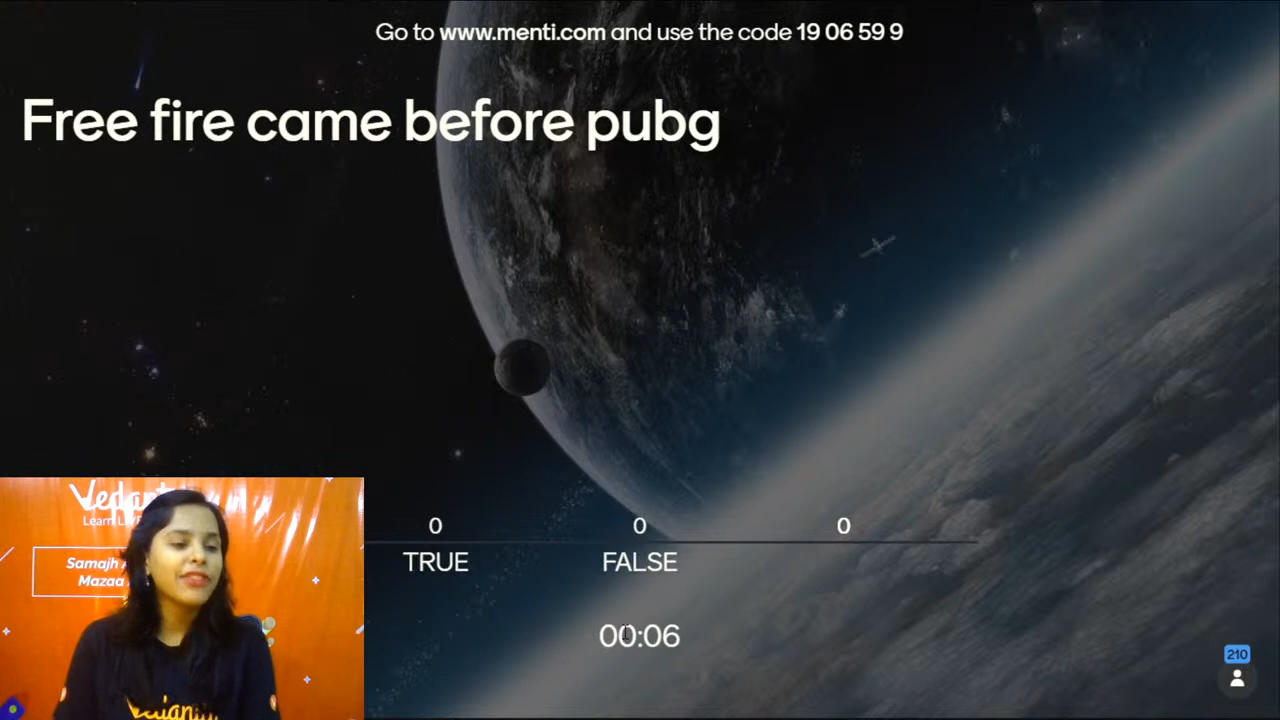 Go to www.menti.com and use the code 19 06 59 9
Free fire came before pubg
0 0 0
TRUE FALSE
00:06
210
Learn
Samajh
Mazaa